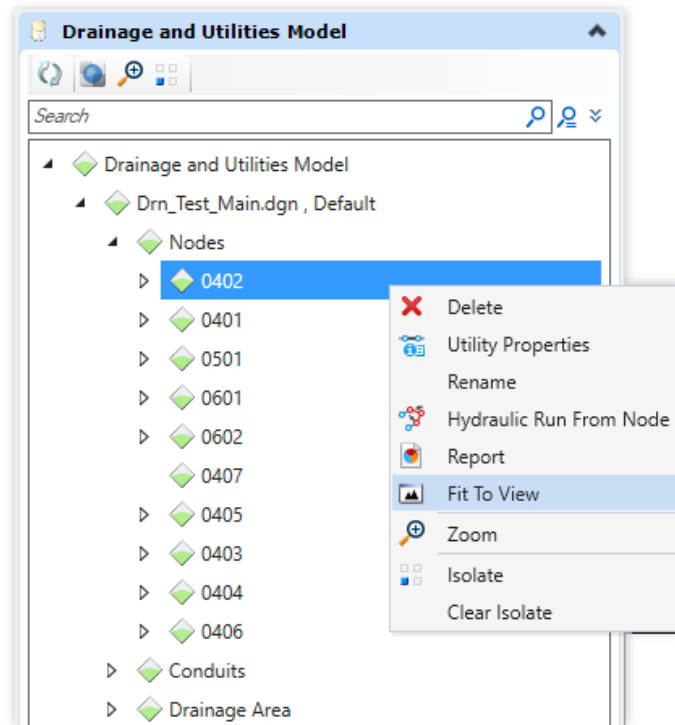 Drainage and Utilities Model
Search
Drainage and Utilities Model
Drn_Test_Main.dgn , Default
Nodes
0402
0401
0501
0601
0602
0407
0405
0403
0404
0406
Conduits
Drainage Area
Delete
Utility Properties
Rename
Hydraulic Run From Node
Report
Fit To View
Zoom
Isolate
Clear Isolate